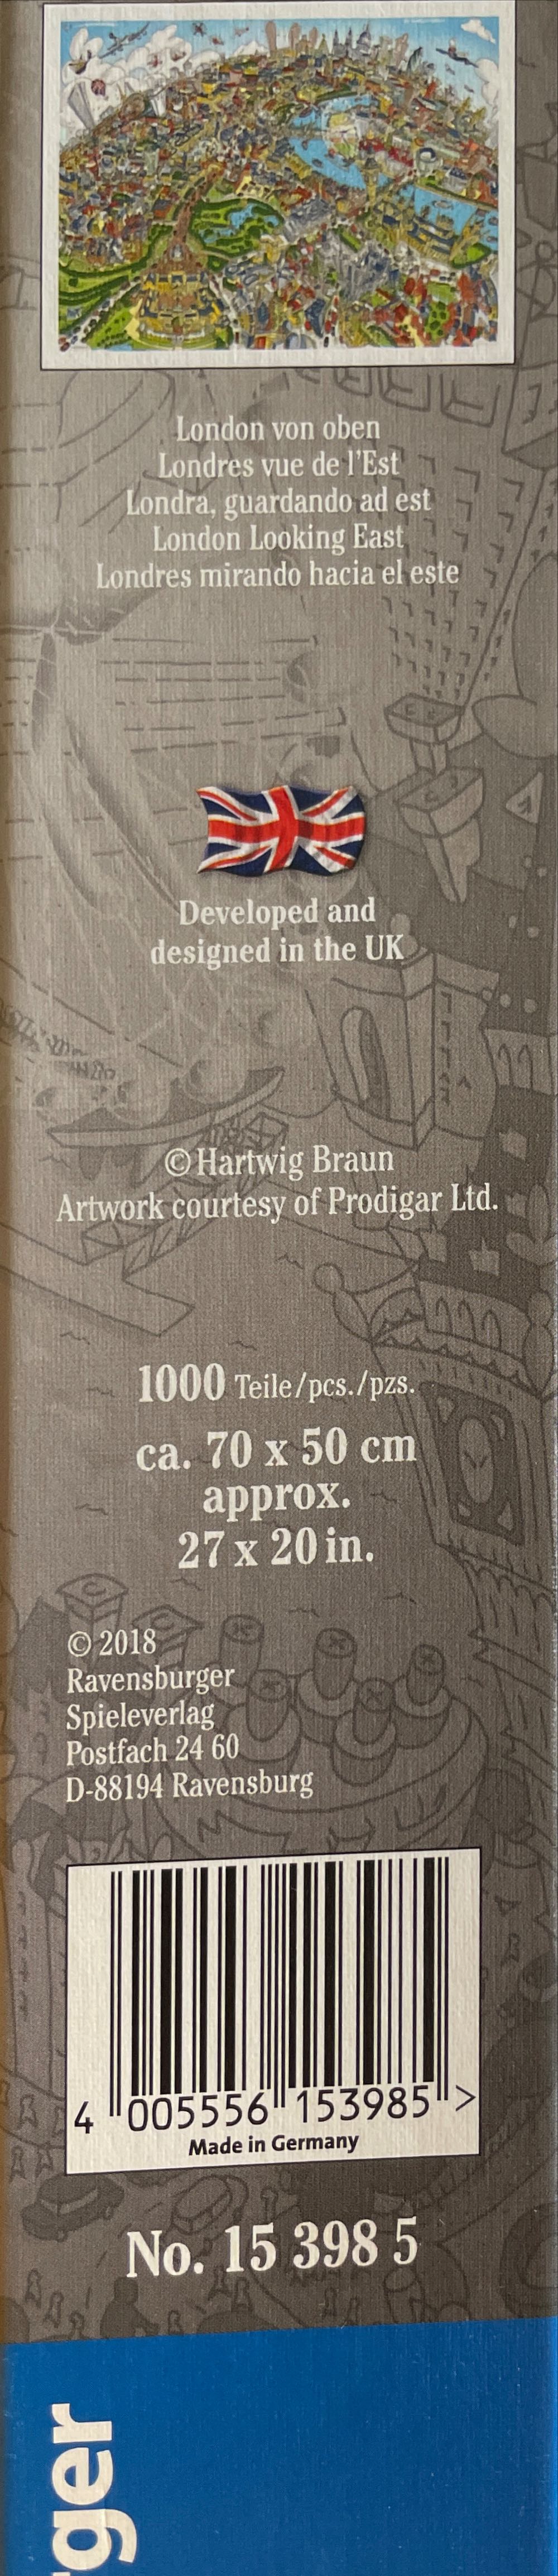 London von oben
Londres vue de l'Est
Londra, guardando ad est
London Looking East
Londres mirando hacia el este
Developed and
designed in the UK
©Hartwig Braun
Artwork courtesy of Prodigar Ltd.
1000 Teile/pcs./pzs.
ca. 70 x 50 cm
approx.
27 x 20 in.
© 2018
Ravensburger
Spieleverlag
Postfach 24 60
D-88194 Ravensburg
4 005556 153985 >
Made in Germany
No. 15 398 5
ger